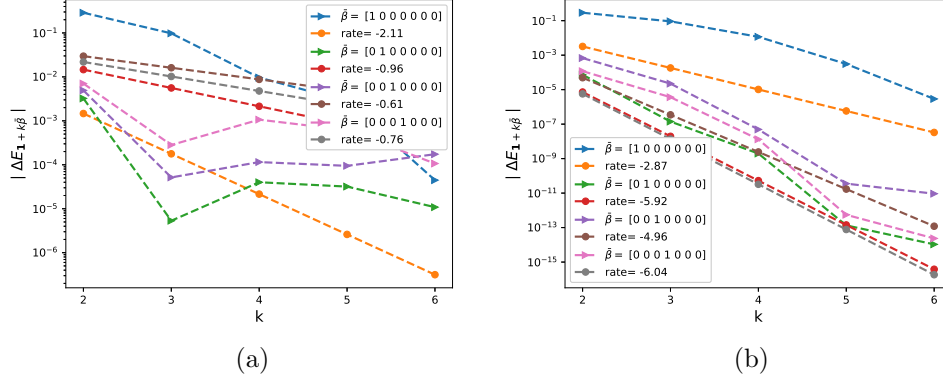 10⁻¹
10⁻²
10⁻³
10⁻⁴
10⁻⁵
10⁻⁶
| ΔE₁ ₊ ₖβ̄ |
2 3 4 5 6
k
β̄ = [1 0 0 0 0 0 0]
rate= -2.11
β̄ = [0 1 0 0 0 0 0]
rate= -0.96
β̄ = [0 0 1 0 0 0 0]
rate= -0.61
β̄ = [0 0 0 1 0 0 0]
rate= -0.76
(a)
10⁻¹
10⁻³
10⁻⁵
10⁻⁷
10⁻⁹
10⁻¹¹
10⁻¹³
10⁻¹⁵
| ΔE₁ ₊ ₖβ̄ |
2 3 4 5 6
k
β̄ = [1 0 0 0 0 0 0]
rate= -2.87
β̄ = [0 1 0 0 0 0 0]
rate= -5.92
β̄ = [0 0 1 0 0 0 0]
rate= -4.96
β̄ = [0 0 0 1 0 0 0]
rate= -6.04
(b)